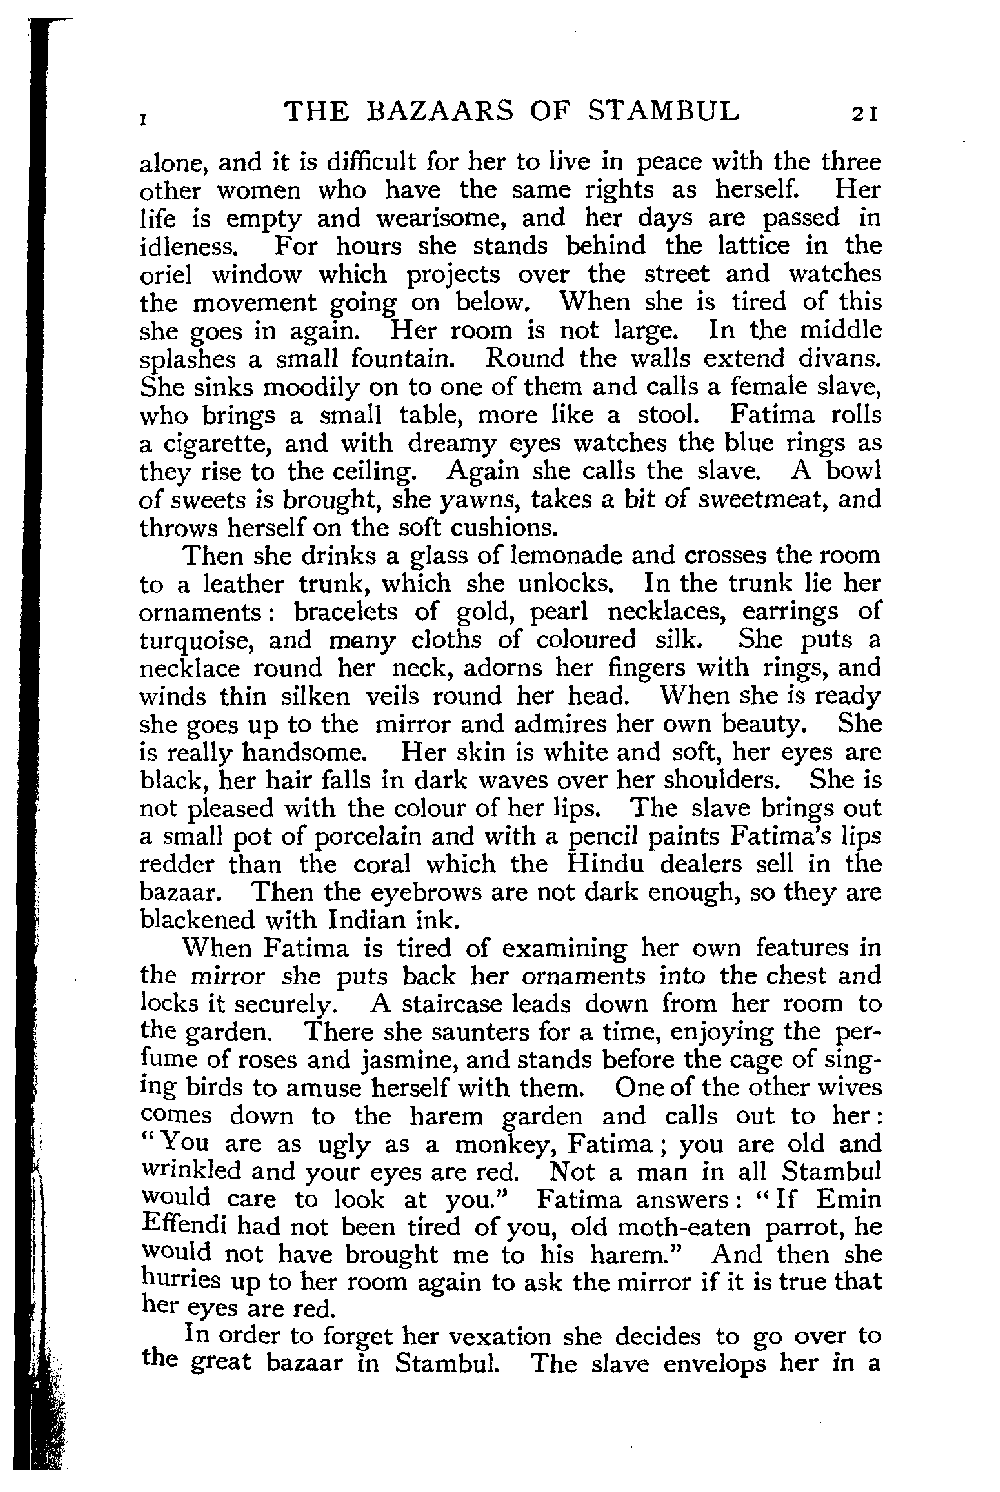 I THE BAZAARS OF STAMBUL 21
alone, and it is difficult for her to live in peace with the three
other women who have the same rights as herself. Her
life is empty and wearisome, and her days are passed in
idleness. For hours she stands behind the lattice in the
oriel window which projects over the street and watches
the movement going on below. When she is tired of this
she goes in again. Her room is not large. In the middle
splashes a small fountain. Round the walls extend divans.
She sinks moodily on to one of them and calls a female slave,
who brings a small table, more like a stool. Fatima rolls
a cigarette, and with dreamy eyes watches the blue rings as
they rise to the ceiling. Again she calls the slave. A bowl
of sweets is brought, she yawns, takes a bit of sweetmeat, and
throws herself on the soft cushions.
Then she drinks a glass of lemonade and crosses the room
to a leather trunk, which she unlocks. In the trunk lie her
ornaments: bracelets of gold, pearl necklaces, earrings of
turquoise, and many cloths of coloured silk. She puts a
necklace round her neck, adorns her fingers with rings, and
winds thin silken veils round her head. When she is ready
she goes up to the mirror and admires her own beauty. She
is really handsome. Her skin is white and soft, her eyes are
black, her hair falls in dark waves over her shoulders. She is
not pleased with the colour of her lips. The slave brings out
a small pot of porcelain and with a pencil paints Fatima's lips
redder than the coral which the Hindu dealers sell in the
bazaar. Then the eyebrows are not dark enough, so they are
blackened with Indian ink.
When Fatima is tired of examining her own features in
the mirror she puts back her ornaments into the chest and
locks it securely. A staircase leads down from her room to
the garden. There she saunters for a time, enjoying the per-
fume of roses and jasmine, and stands before the cage of sing-
ing birds to amuse herself with them. One of the other wives
comes down to the harem garden and calls out to her:
"You are as ugly as a monkey, Fatima; you are old and
wrinkled and your eyes are red. Not a man in all Stambul
would care to look at you." Fatima answers: "If Emin
Effendi had not been tired of you, old moth-eaten parrot, he
would not have brought me to his harem." And then she
hurries up to her room again to ask the mirror if it is true that
her eyes are red.
In order to forget her vexation she decides to go over to
the great bazaar in Stambul. The slave envelops her in a